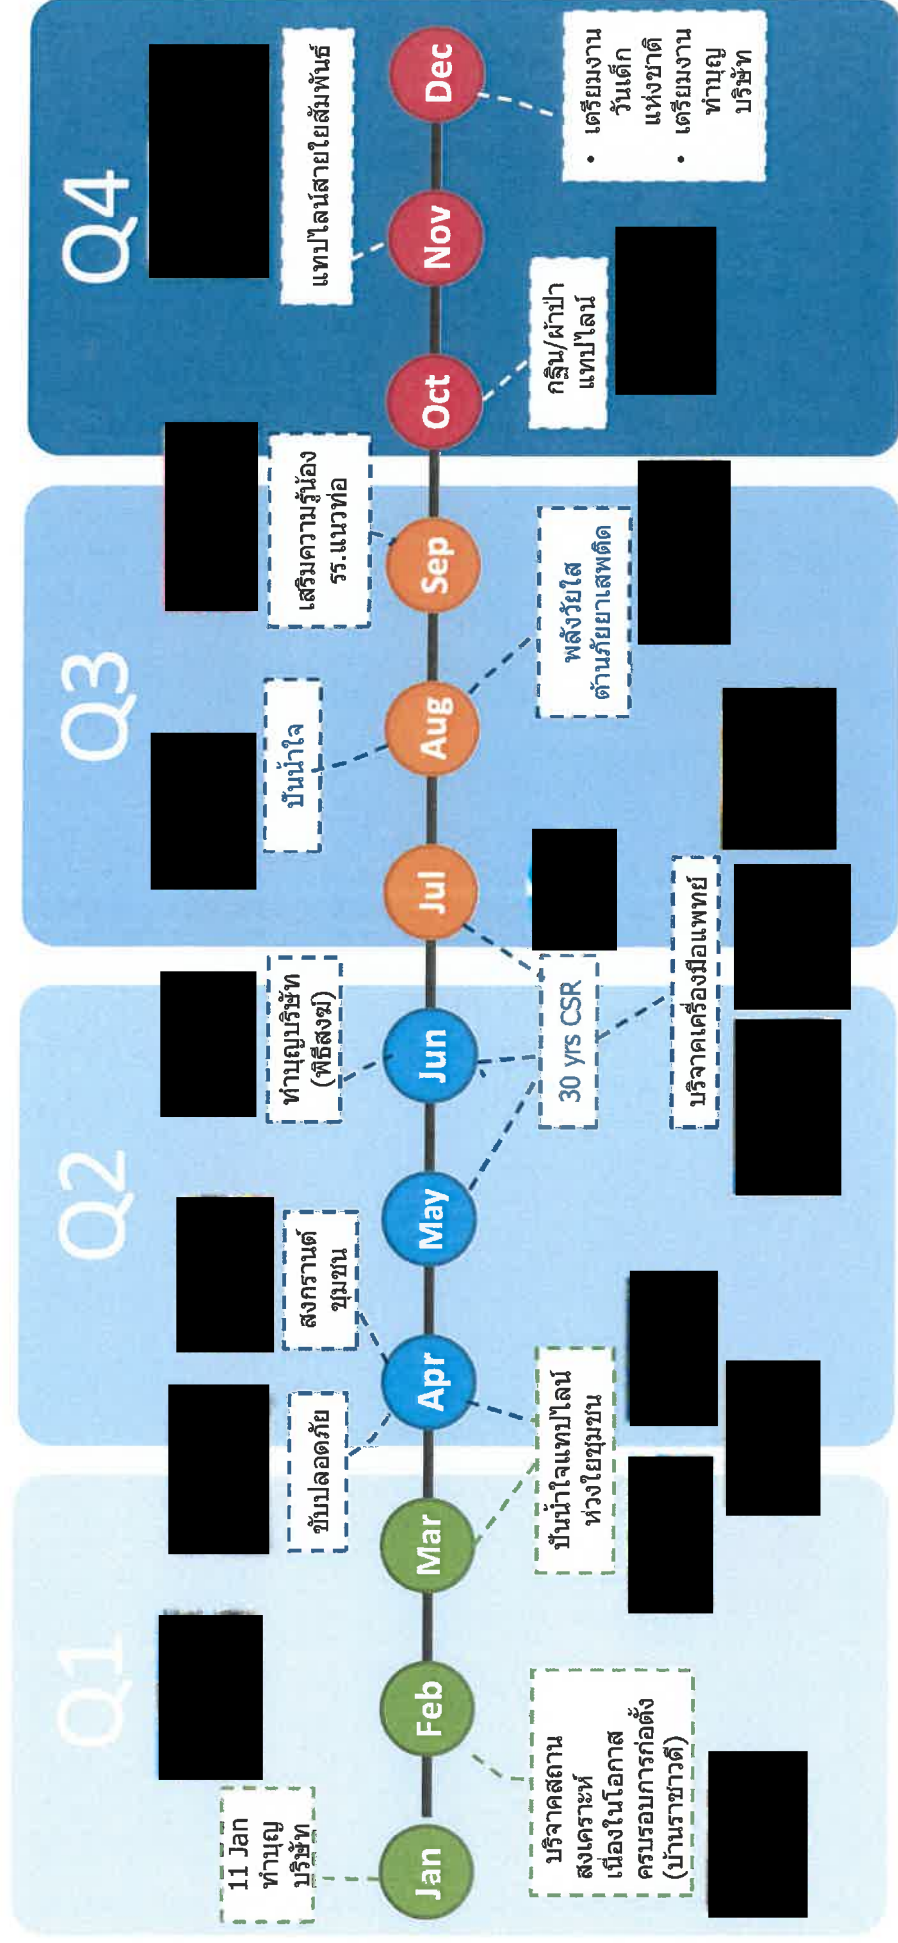 Q1
Q2
Q3
Q4
11 Jan
ทำบุญ
บริษัท
ขับปลอดภัย
สงกรานต์
ชุมชน
ทำบุญบริษัท
(พิธีสงฆ์)
ปันน้ำใจ
เสริมความรู้น้อง
รร.แนวท่อ
แทปไลน์สายใยสัมพันธ์
Jan
Feb
Mar
Apr
May
Jun
Jul
Aug
Sep
Oct
Nov
Dec
บริจาคสถาน
สงเคราะห์
เนื่องในโอกาส
ครบรอบการก่อตั้ง
(บ้านราชาวดี)
ปันน้ำใจแทปไลน์
ห่วงใยชุมชน
30 yrs CSR
บริจาคเครื่องมือแพทย์
พลังวัยใส
ต้านภัยยาเสพติด
กฐิน/ผ้าป่า
แทปไลน์
• เตรียมงาน
วันเด็ก
แห่งชาติ
• เตรียมงาน
ทำบุญ
บริษัท